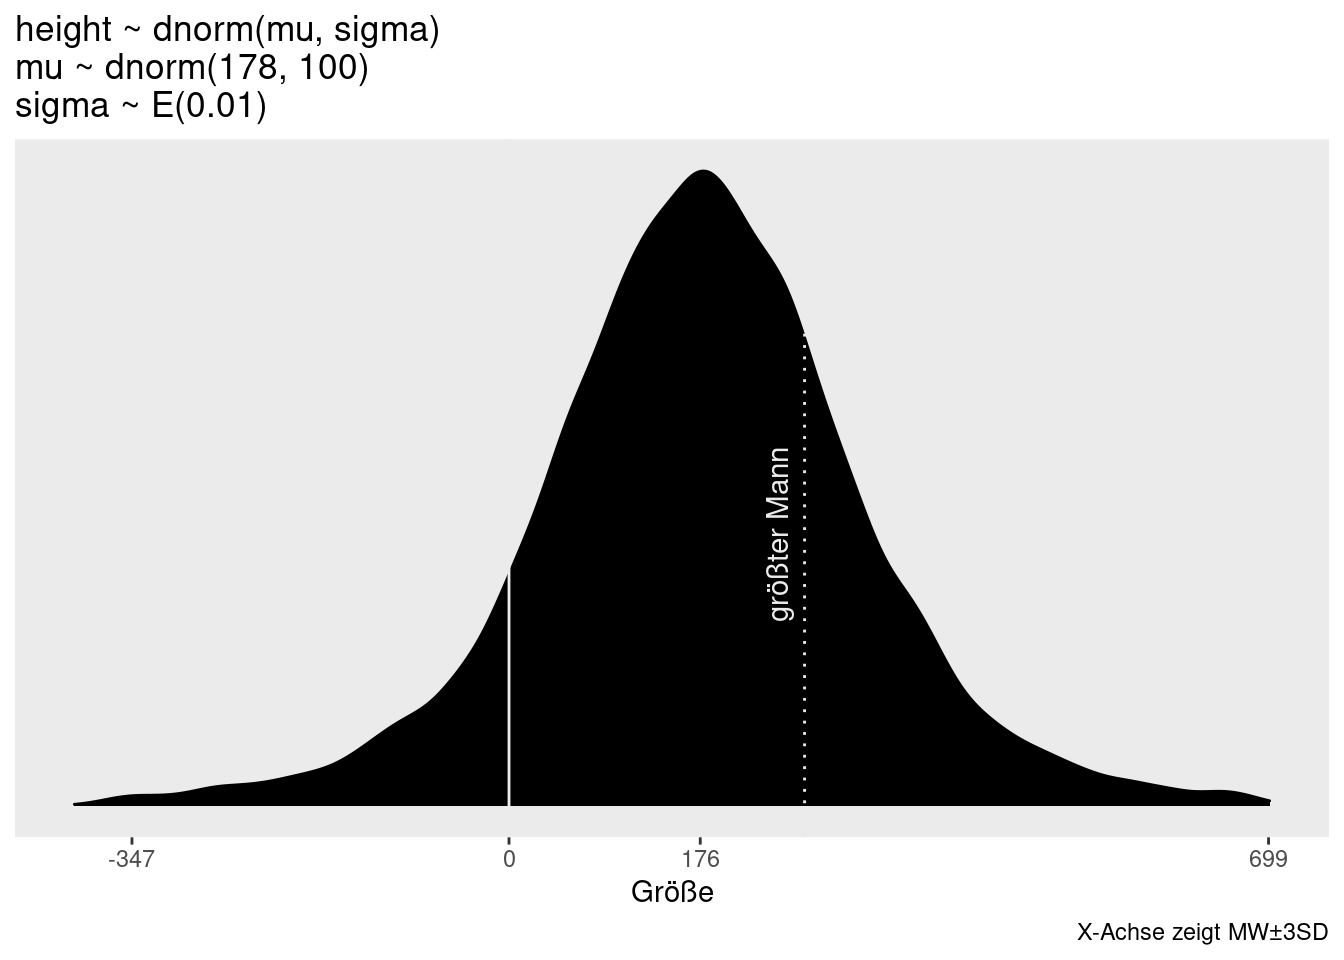 height ~ dnorm(mu, sigma)
mu ~ dnorm(178, 100)
sigma ~ E(0.01)
größter Mann
-347 0 176 699
Größe
X-Achse zeigt MW±3SD